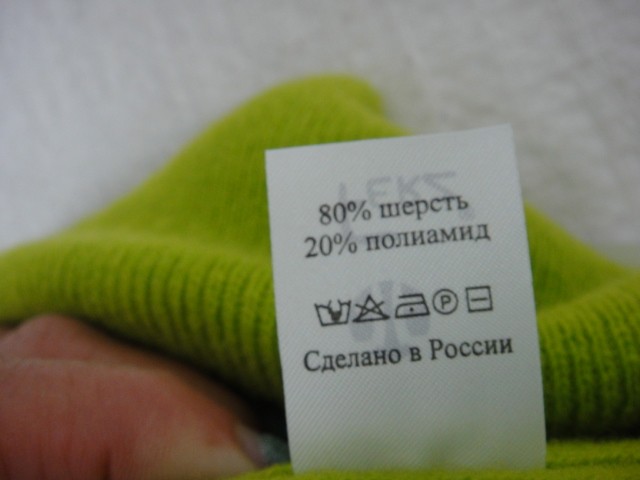 80% шерсть
20% полиамид
P
Сделано в России